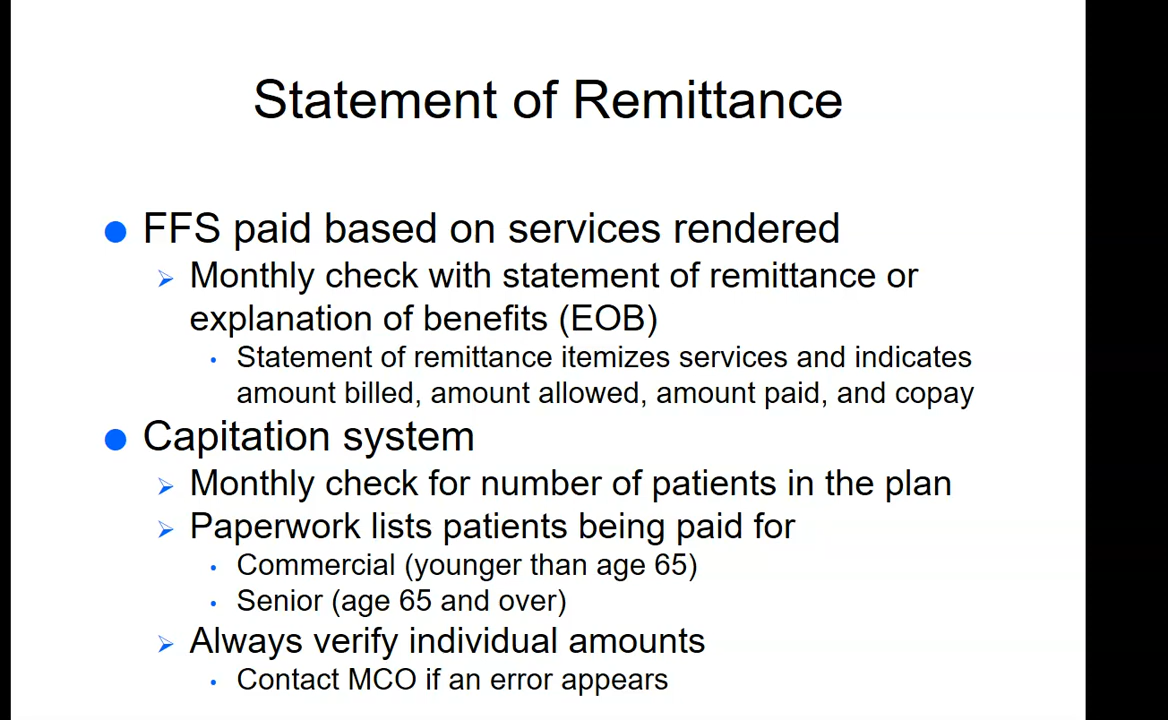 Statement of Remittance
FFS paid based on services rendered
Monthly check with statement of remittance or
explanation of benefits (EOB)
Statement of remittance itemizes services and indicates
amount billed, amount allowed, amount paid, and copay
Capitation system
Monthly check for number of patients in the plan
Paperwork lists patients being paid for
Commercial (younger than age 65)
Senior (age 65 and over)
Always verify individual amounts
Contact MCO if an error appears